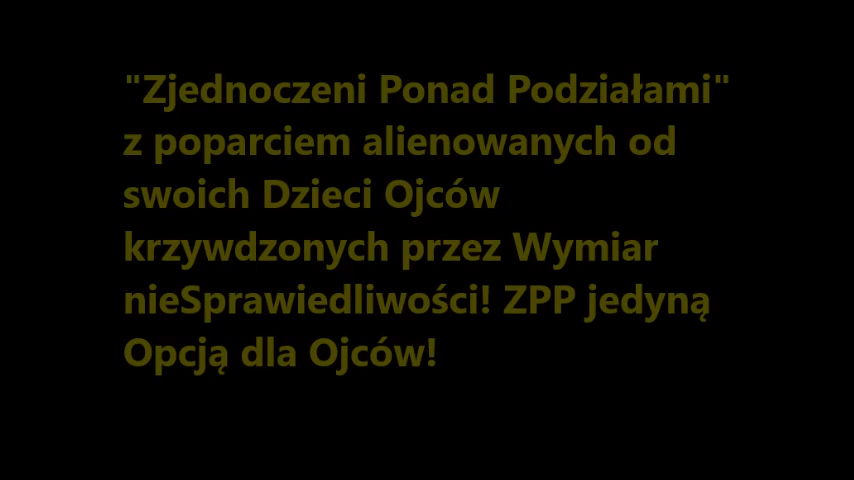 "Zjednoczeni Ponad Podziałami"
z poparciem alienowanych od
swoich Dzieci Ojców
krzywdzonych przez Wymiar
nieSprawiedliwości! ZPP jedyną
Opcją dla Ojców!